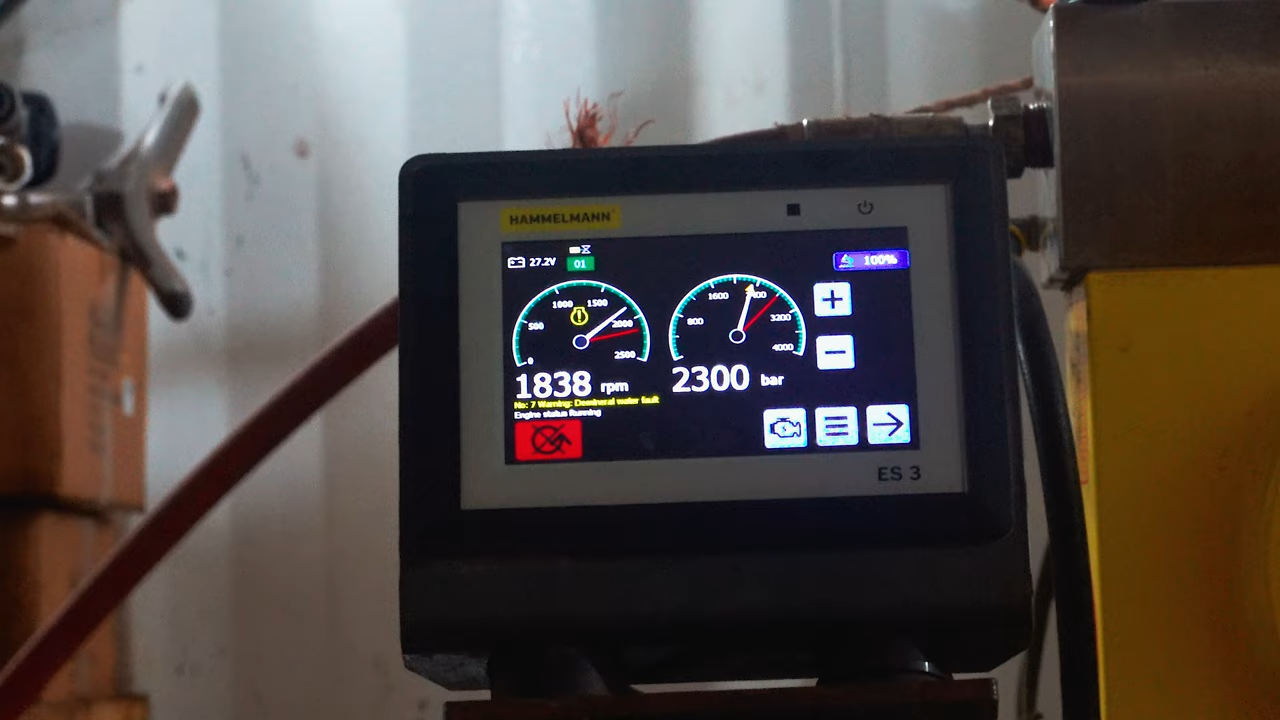 HAMMELMANN
27.2V
01
100%
0
500
1000
1500
2000
2500
800
1600
2400
3200
4000
1838 rpm
2300 bar
No: 7 Warning: Demineral water fault
Engine status Running
ES 3